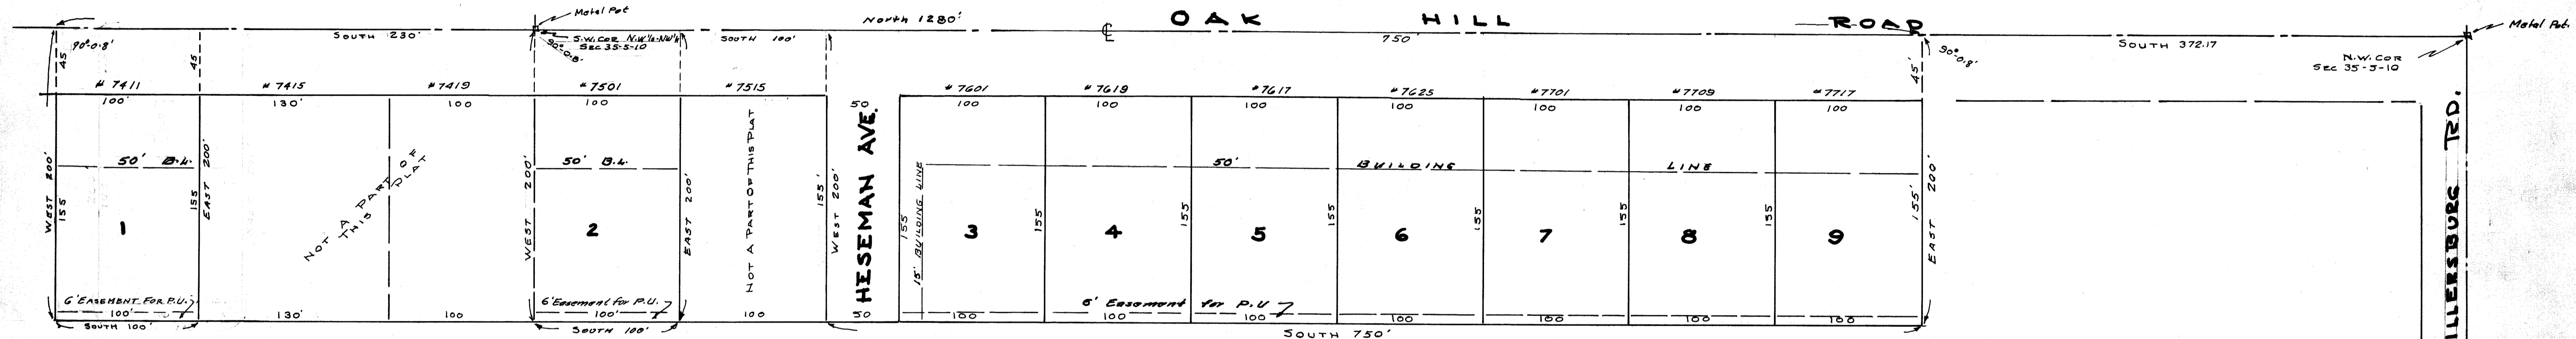 Metal Pst
North 1280'
OAK HILL ROAD
Metal Pst.
90°-0.8'
SOUTH 230'
S.W. COR N.W¼-NW¼
SEC 35-5-10
90°-0.8'
SOUTH 100'
℄
750'
90°-0.8'
SOUTH 372.17
N.W. COR
SEC 35-5-10
45
45
45'
# 7411
# 7415
# 7419
# 7501
# 7515
# 7601
# 7619
# 7617
# 7625
# 7701
# 7709
# 7717
100'
130'
100
100
50
100
100
100
100
100
100
100
HESEMAN AVE.
ILLERSBURG RD.
50' B.L.
50' B.L.
50' BUILDING LINE
15' BUILDING LINE
WEST 200'
155
155
EAST 200'
NOT A PART OF
THIS PLAT
WEST 200'
EAST 200'
NOT A PART OF THIS PLAT
155'
WEST 200'
155
155
155
155
155
155
155
155'
EAST 200'
1
2
3
4
5
6
7
8
9
6' EASEMENT FOR P.U.
6' Easement for P.U.
6' Easement for P.U
100'
130'
100
100'
100
50
100
100
100
100
100
100
100
SOUTH 100'
SOUTH 100'
SOUTH 750'